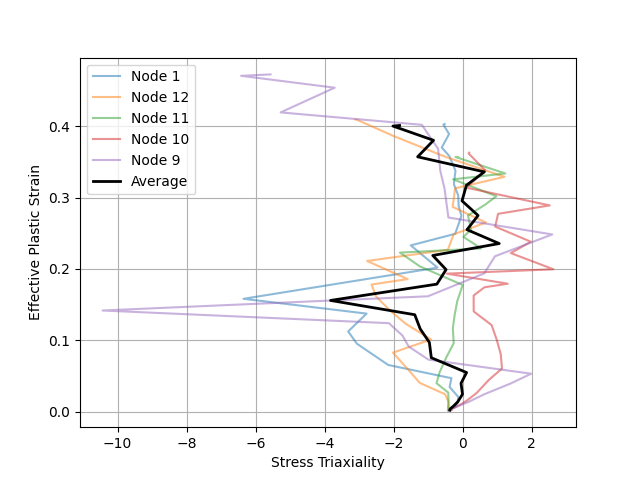 Node 1
Node 12
Node 11
Node 10
Node 9
Average
Effective Plastic Strain
0.4
0.3
0.2
0.1
0.0
−10 −8 −6 −4 −2 0 2
Stress Triaxiality